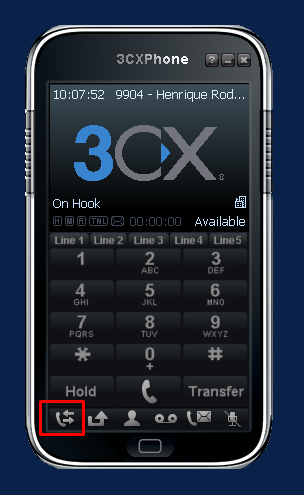 3CXPhone
10:07:52 9904 - Henrique Rod...
3CX
On Hook
H M R TNL 00:00:00 Available
Line 1 Line 2 Line 3 Line 4 Line5
1 2 3
ABC DEF
4 5 6
GHI JKL MNO
7 8 9
PQRS TUV WXYZ
* 0 #
+
Hold Transfer